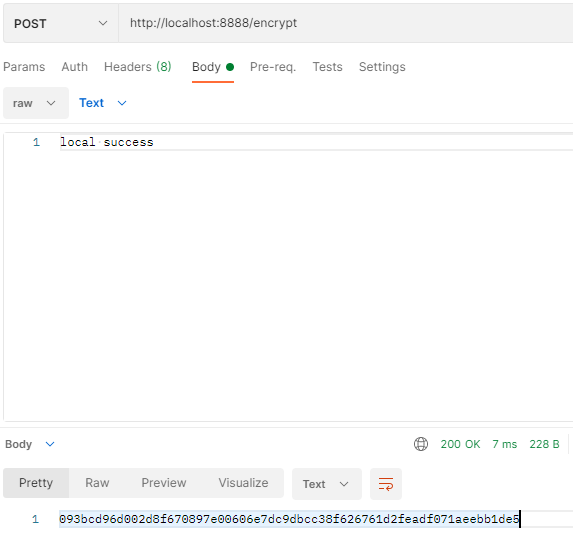 POST http://localhost:8888/encrypt
Params Auth Headers (8) Body Pre-req. Tests Settings
raw Text
1 local success
Body 200 OK 7 ms 228 B
Pretty Raw Preview Visualize Text
1 093bcd96d002d8f670897e00606e7dc9dbcc38f626761d2feadf071aeebb1de5